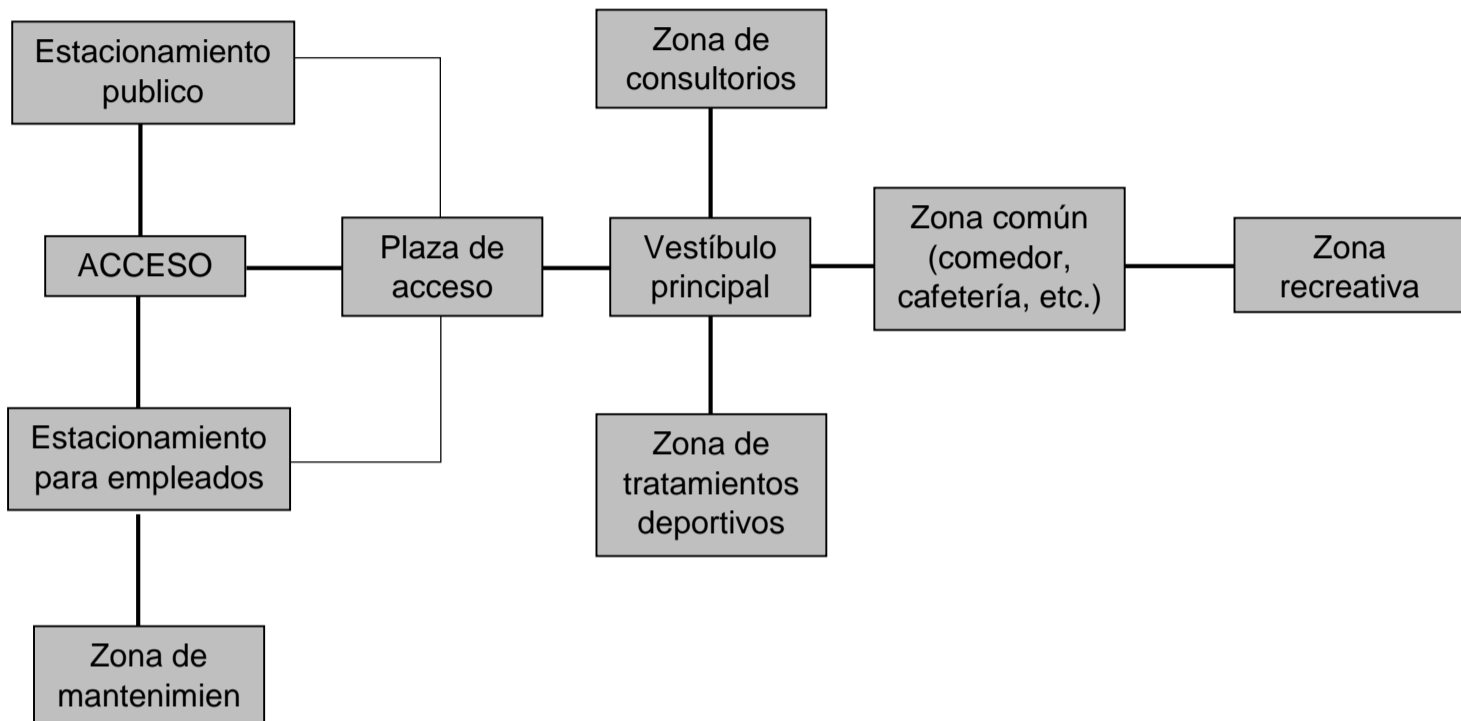 Estacionamiento
publico
Zona de
consultorios
ACCESO
Plaza de
acceso
Vestíbulo
principal
Zona común
(comedor,
cafetería, etc.)
Zona
recreativa
Estacionamiento
para empleados
Zona de
tratamientos
deportivos
Zona de
mantenimien